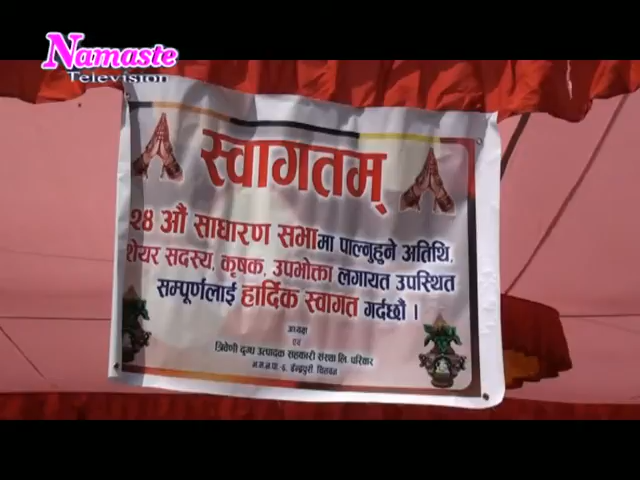 Namaste
Television
स्वागतम्
२४ औं साधारण सभामा पाल्नुहुने अतिथि,
शेयर सदस्य, कृषक, उपभोक्ता लगायत उपस्थित
सम्पूर्णलाई हार्दिक स्वागत गर्दछौं ।
अध्यक्ष
एवं
त्रिवेणी दुग्ध उत्पादक सहकारी संस्था लि. परिवार
चितवन